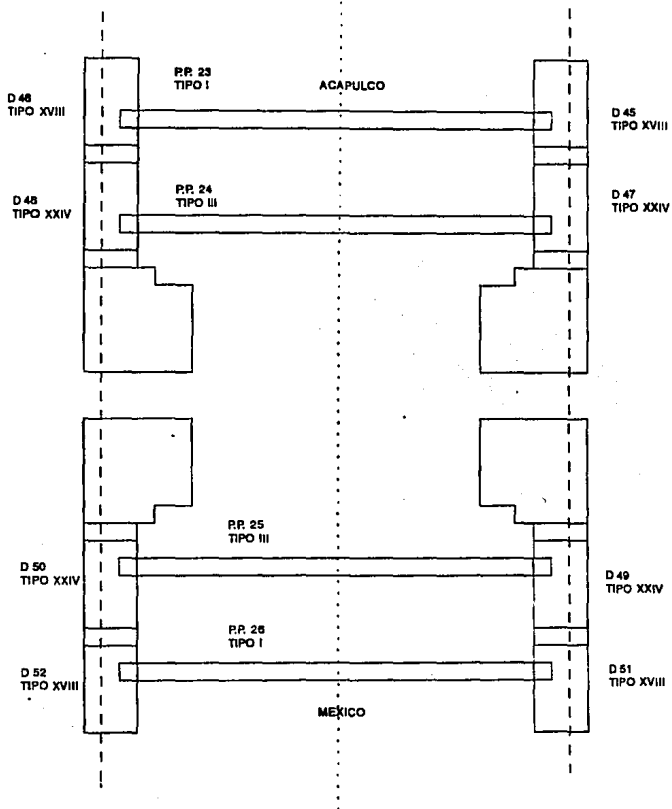 P.P. 23
TIPO I
ACAPULCO
D 46
TIPO XVIII
D 45
TIPO XVIII
P.P. 24
TIPO III
D 48
TIPO XXIV
D 47
TIPO XXIV
P.P. 25
TIPO III
D 50
TIPO XXIV
D 49
TIPO XXIV
P.P. 26
TIPO I
D 52
TIPO XVIII
D 51
TIPO XVIII
MEXICO